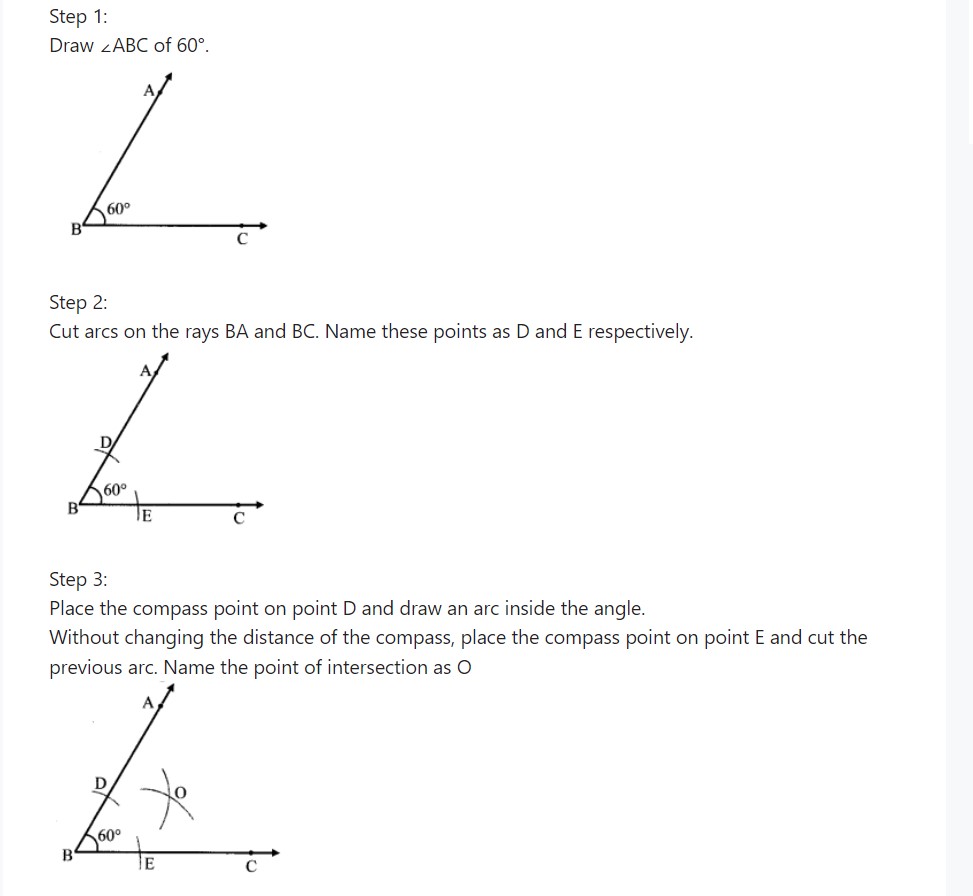 Step 1:
Draw ∠ABC of 60°.
A
60°
B
C
Step 2:
Cut arcs on the rays BA and BC. Name these points as D and E respectively.
A
D
60°
B
E
C
Step 3:
Place the compass point on point D and draw an arc inside the angle.
Without changing the distance of the compass, place the compass point on point E and cut the
previous arc. Name the point of intersection as O
A
D
O
60°
B
E
C